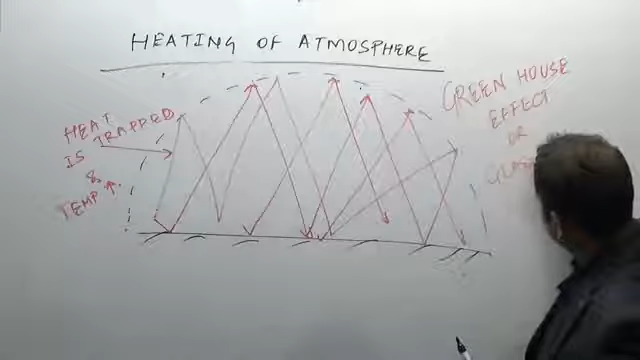 HEATING OF ATMOSPHERE
HEAT
IS TRAPPED
&
TEMP ↑.
GREEN HOUSE
EFFECT
OR